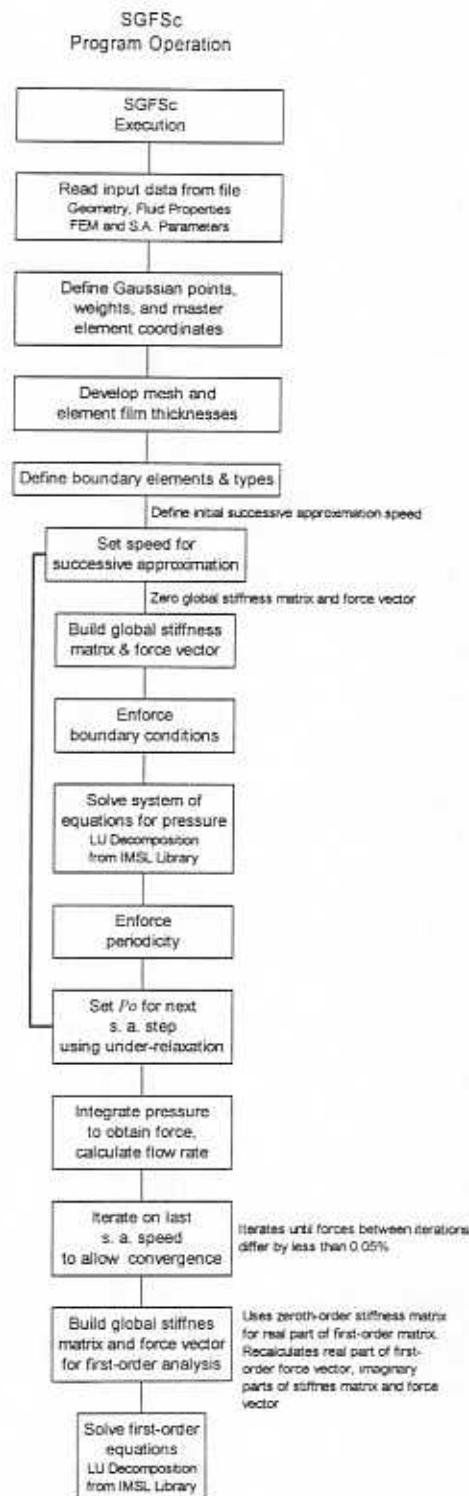 SGFSc
Program Operation
SGFSc
Execution
Read input data from file
Geometry, Fluid Properties
FEM and S.A. Parameters
Define Gaussian points,
weights, and master
element coordinates
Develop mesh and
element film thicknesses
Define boundary elements & types
Define initial successive approximation speed
Set speed for
successive approximation
Zero global stiffness matrix and force vector
Build global stiffness
matrix & force vector
Enforce
boundary conditions
Solve system of
equations for pressure
LU Decomposition
from IMSL Library
Enforce
periodicity
Set Po for next
s. a. step
using under-relaxation
Integrate pressure
to obtain force,
calculate flow rate
Iterate on last
s. a. speed
to allow convergence
Iterates until forces between iterations
differ by less than 0.05%
Build global stiffnes
matrix and force vector
for first-order analysis
Uses zeroth-order stiffness matrix
for real part of first-order matrix.
Recalculates real part of first-
order force vector, imaginary
parts of stiffnes matrix and force
vector
Solve first-order
equations
LU Decomposition
from IMSL Library